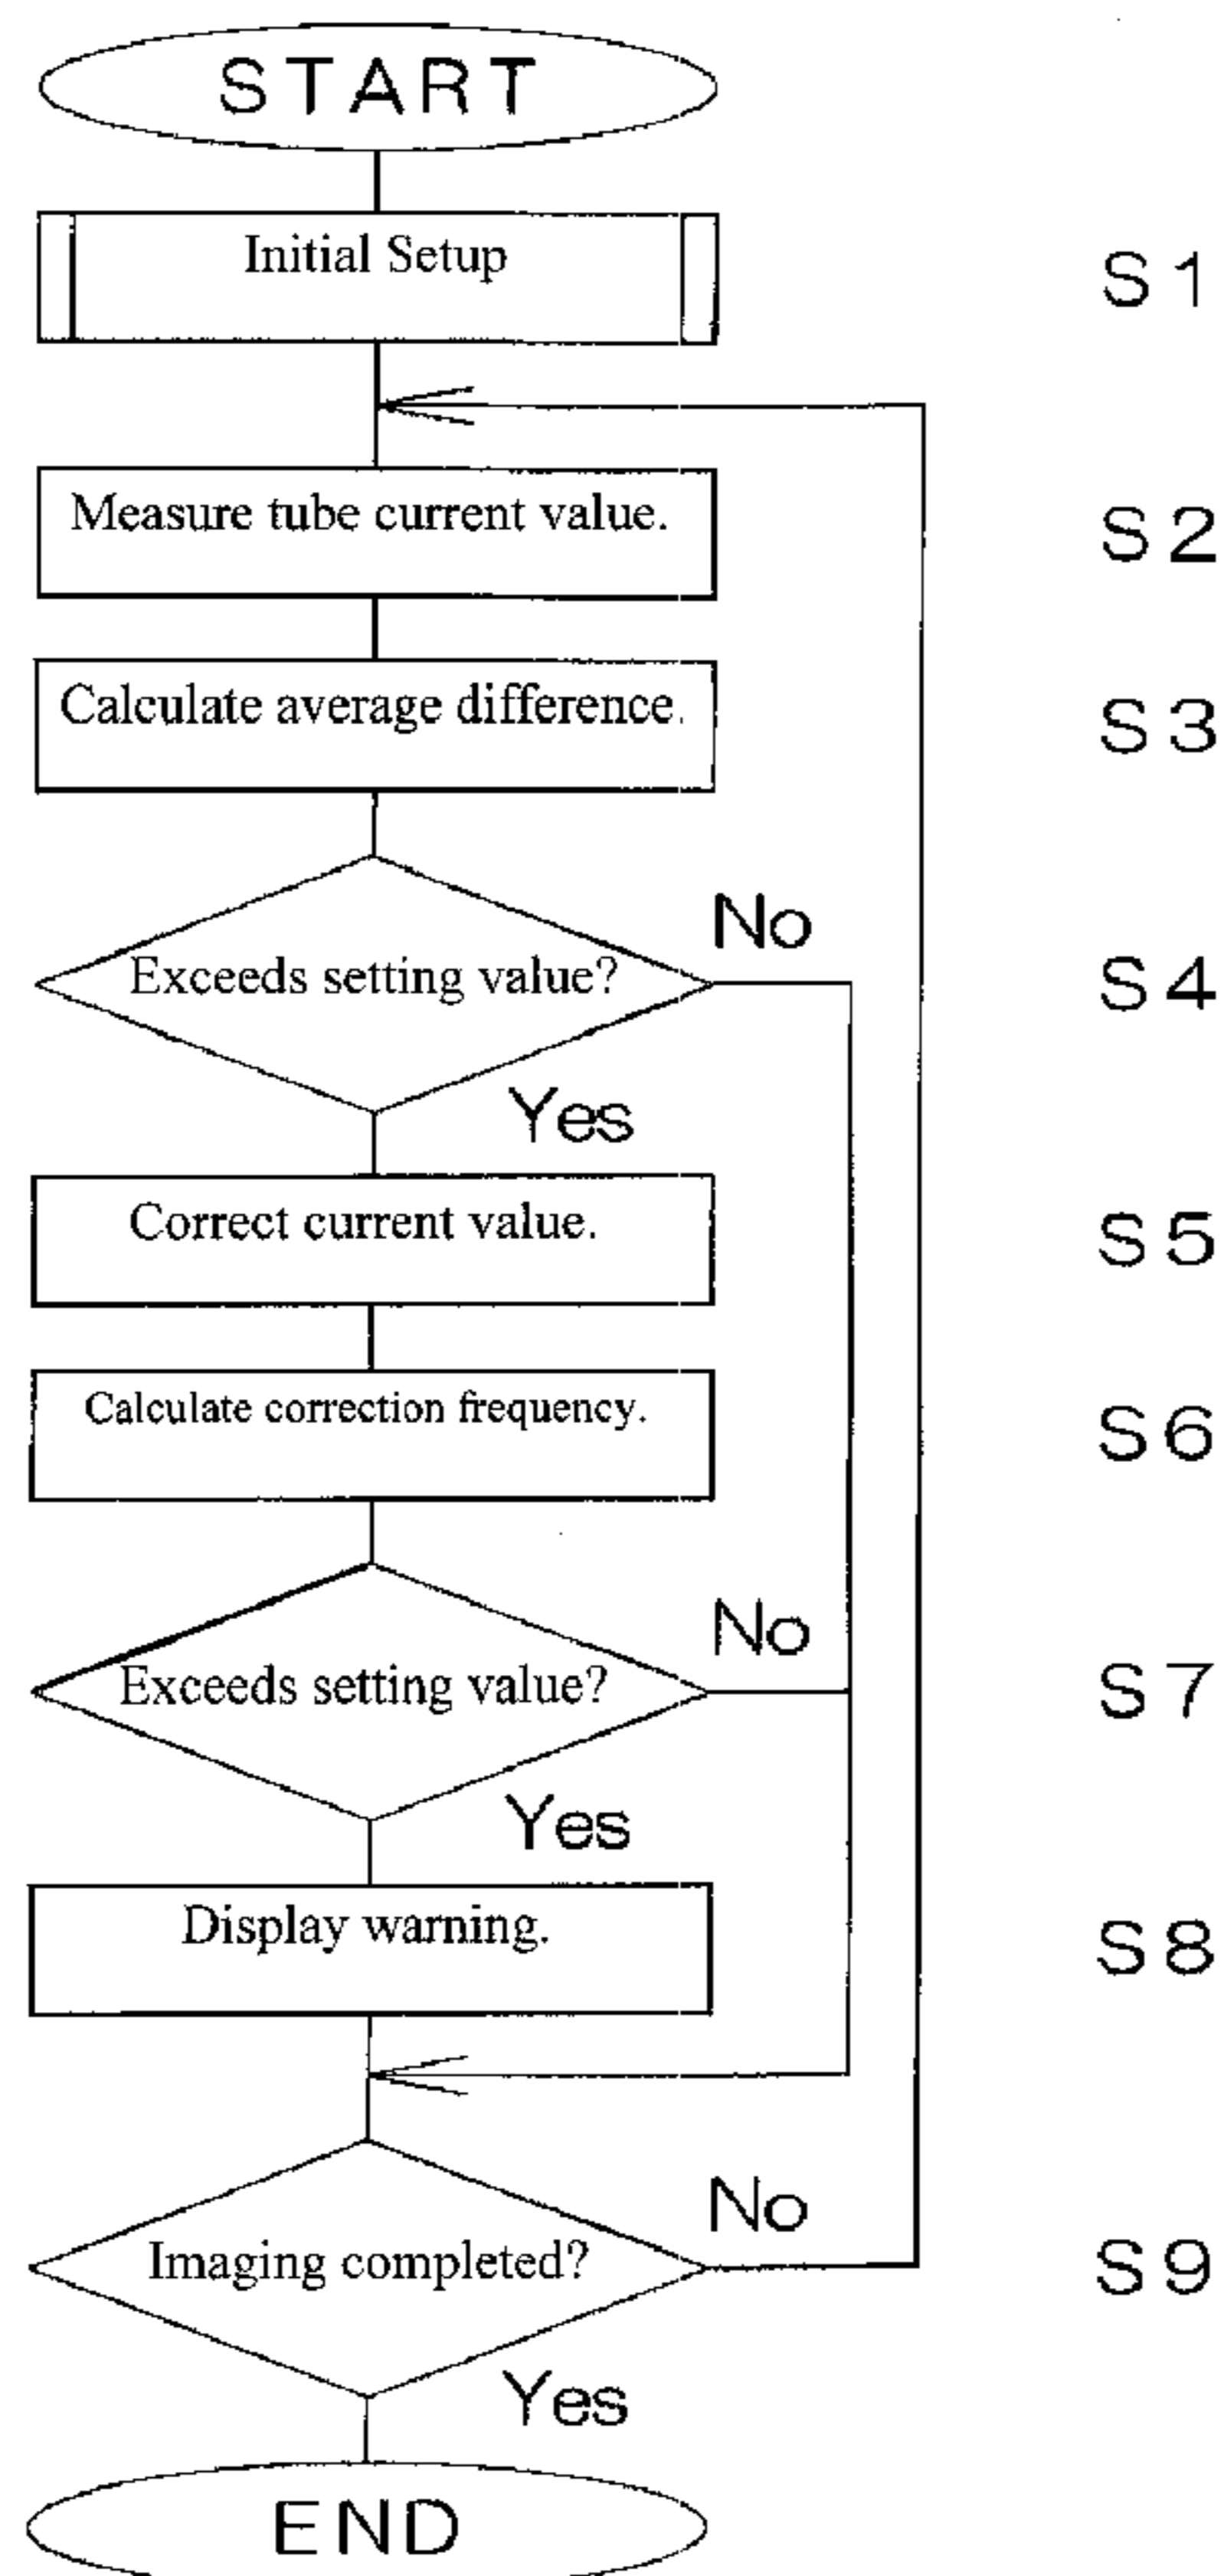 START
Initial Setup
S1
Measure tube current value.
S2
Calculate average difference.
S3
No
Exceeds setting value?
S4
Yes
Correct current value.
S5
Calculate correction frequency.
S6
No
Exceeds setting value?
S7
Yes
Display warning.
S8
No
Imaging completed?
S9
Yes
END